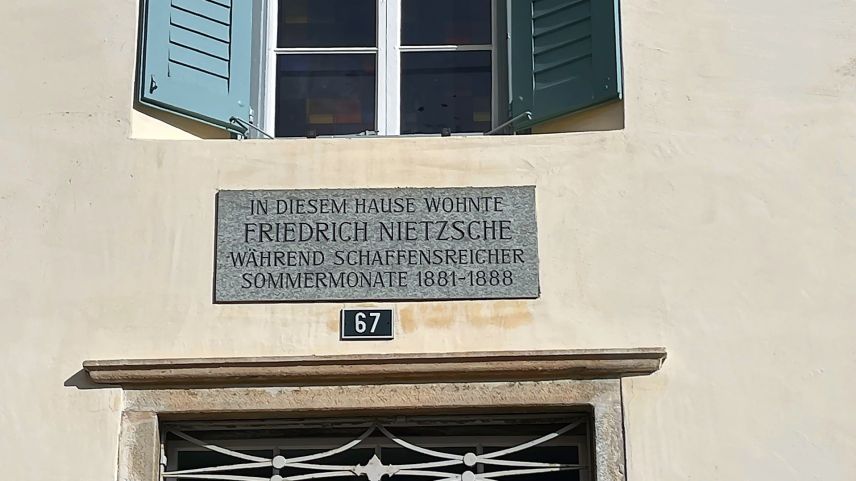 IN DIESEM HAUSE WOHNTE
FRIEDRICH NIETZSCHE
WÄHREND SCHAFFENSREICHER
SOMMERMONATE 1881-1888
67